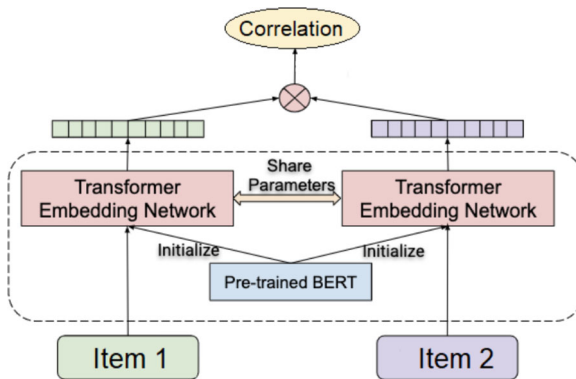 Correlation
Share
Parameters
Transformer
Embedding Network
Transformer
Embedding Network
Initialize
Initialize
Pre-trained BERT
Item 1
Item 2